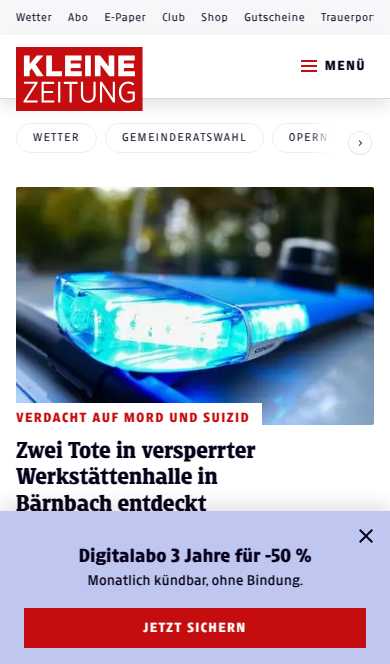 Wetter Abo E-Paper Club Shop Gutscheine Trauerpor
KLEINE
ZEITUNG
MENÜ
WETTER GEMEINDERATSWAHL OPERN
VERDACHT AUF MORD UND SUIZID
Zwei Tote in versperrter
Werkstättenhalle in
Bärnbach entdeckt
Digitalabo 3 Jahre für -50 %
Monatlich kündbar, ohne Bindung.
JETZT SICHERN